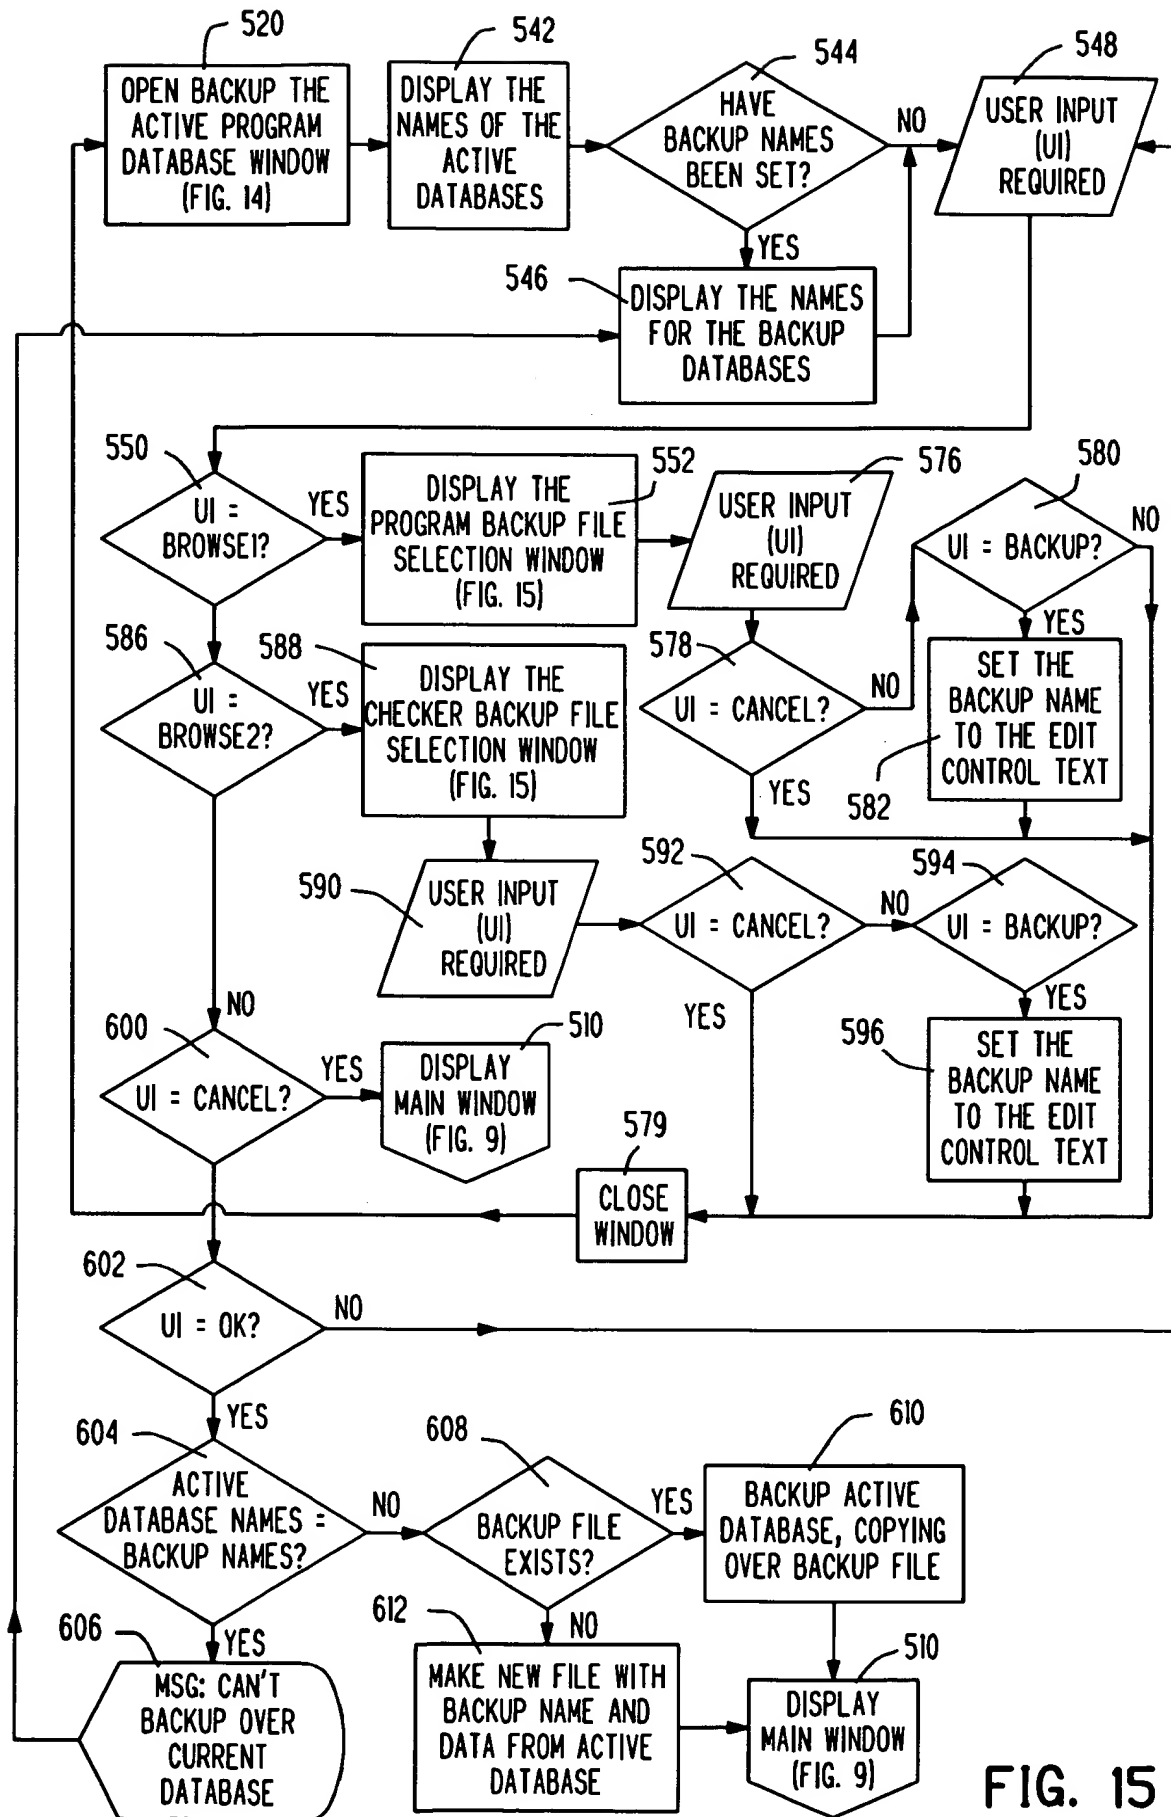 520
OPEN BACKUP THE
ACTIVE PROGRAM
DATABASE WINDOW
(FIG. 14)
542
DISPLAY THE
NAMES OF THE
ACTIVE
DATABASES
544
HAVE
BACKUP NAMES
BEEN SET?
NO
YES
548
USER INPUT
(UI)
REQUIRED
546
DISPLAY THE NAMES
FOR THE BACKUP
DATABASES
550
UI =
BROWSE1?
YES
552
DISPLAY THE
PROGRAM BACKUP FILE
SELECTION WINDOW
(FIG. 15)
576
USER INPUT
(UI)
REQUIRED
580
UI = BACKUP?
NO
YES
578
UI = CANCEL?
NO
YES
SET THE
BACKUP NAME
TO THE EDIT
CONTROL TEXT
582
586
UI =
BROWSE2?
YES
NO
588
DISPLAY THE
CHECKER BACKUP FILE
SELECTION WINDOW
(FIG. 15)
590
USER INPUT
(UI)
REQUIRED
592
UI = CANCEL?
NO
YES
594
UI = BACKUP?
YES
596
SET THE
BACKUP NAME
TO THE EDIT
CONTROL TEXT
600
UI = CANCEL?
YES
510
DISPLAY
MAIN WINDOW
(FIG. 9)
579
CLOSE
WINDOW
602
UI = OK?
NO
YES
604
ACTIVE
DATABASE NAMES =
BACKUP NAMES?
NO
YES
608
BACKUP FILE
EXISTS?
YES
NO
610
BACKUP ACTIVE
DATABASE, COPYING
OVER BACKUP FILE
606
MSG: CAN'T
BACKUP OVER
CURRENT
DATABASE
612
MAKE NEW FILE WITH
BACKUP NAME AND
DATA FROM ACTIVE
DATABASE
510
DISPLAY
MAIN WINDOW
(FIG. 9)
FIG. 15